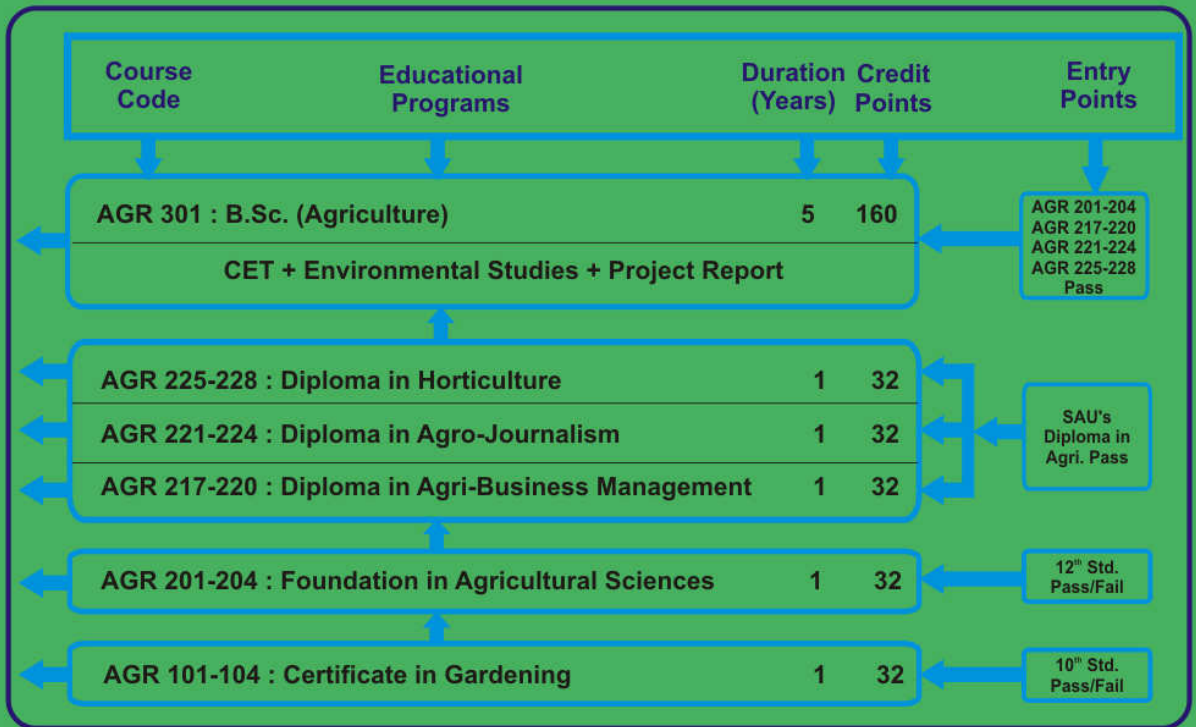 Course Code
Educational Programs
Duration (Years)
Credit Points
Entry Points
AGR 301 : B.Sc. (Agriculture) 5 160
CET + Environmental Studies + Project Report
AGR 201-204
AGR 217-220
AGR 221-224
AGR 225-228
Pass
AGR 225-228 : Diploma in Horticulture 1 32
AGR 221-224 : Diploma in Agro-Journalism 1 32
AGR 217-220 : Diploma in Agri-Business Management 1 32
SAU's
Diploma in
Agri. Pass
AGR 201-204 : Foundation in Agricultural Sciences 1 32
12th Std.
Pass/Fail
AGR 101-104 : Certificate in Gardening 1 32
10th Std.
Pass/Fail